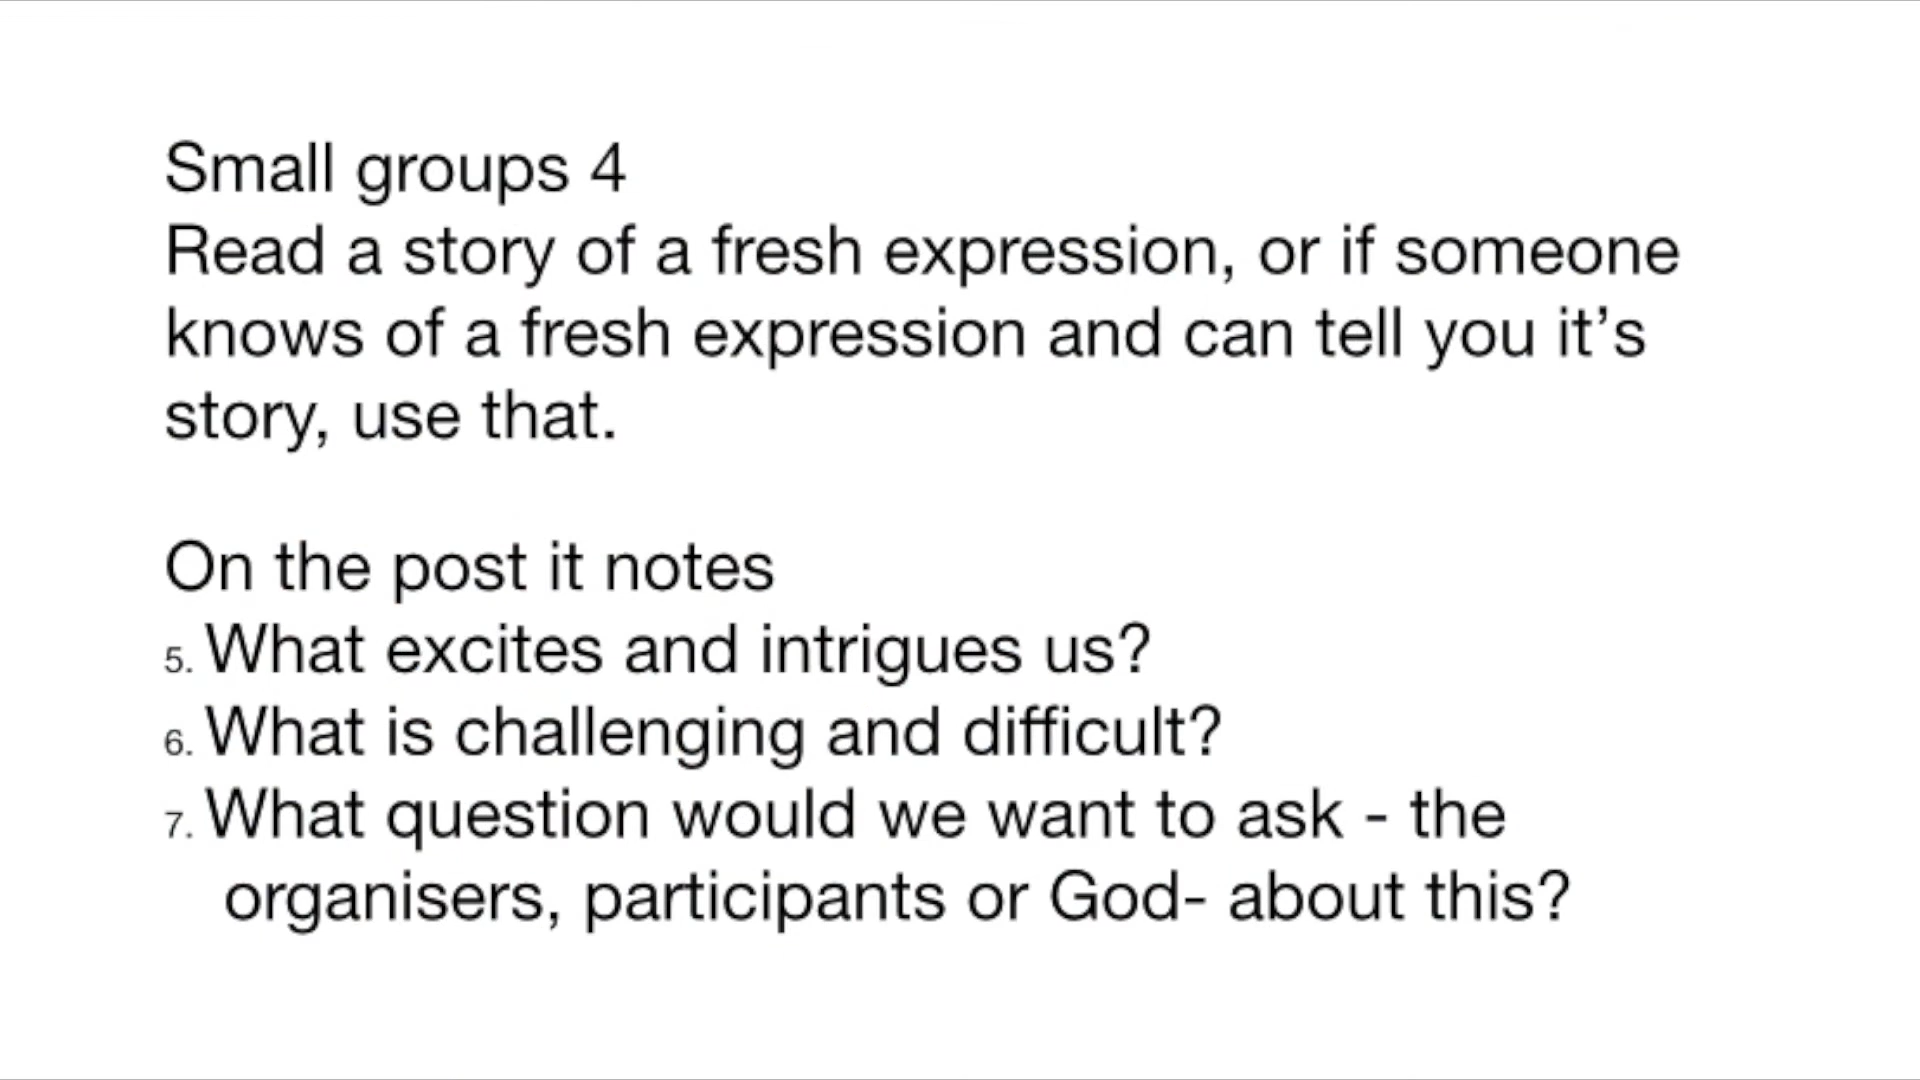 Small groups 4
Read a story of a fresh expression, or if someone
knows of a fresh expression and can tell you it’s
story, use that.
On the post it notes
5. What excites and intrigues us?
6. What is challenging and difficult?
7. What question would we want to ask - the
organisers, participants or God- about this?